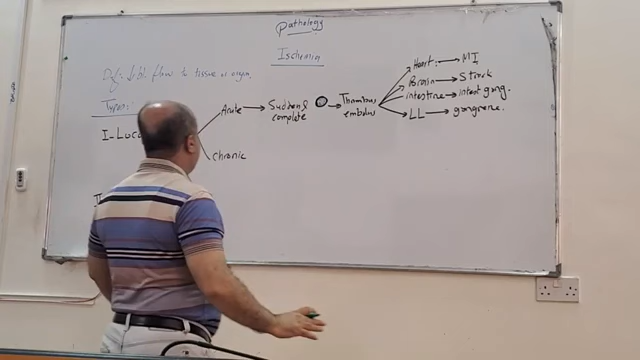 Pathology
Ischemia
Def: ↓ bl. flow to tissue or organ.
Types:
I-Loca
Acute → Sudden & complete → Thrombus embolus
Heart: → MI
Brain → Strock
intestine → intest gang.
LL → gangrene.
chronic